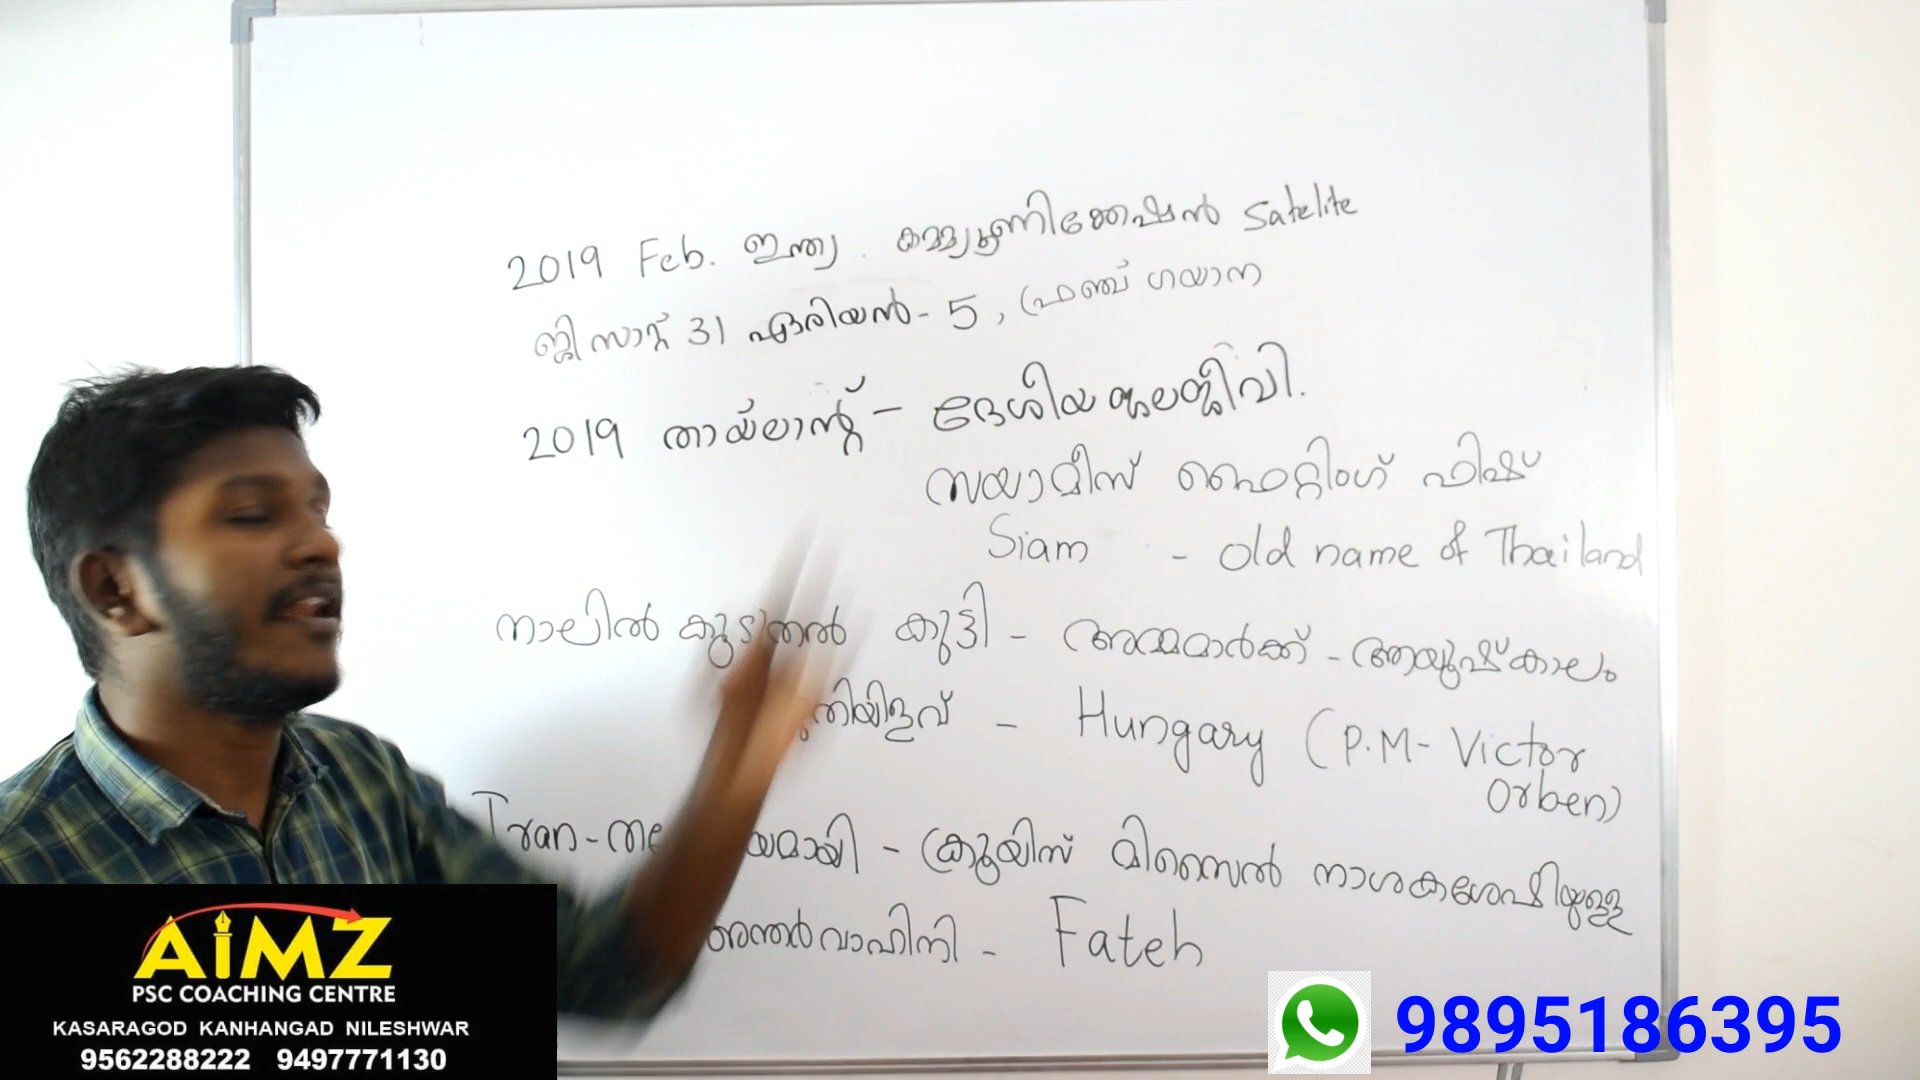 2019 Feb. ഇന്ത്യ. കമ്മ്യൂണിക്കേഷൻ Satelite
ജിസാറ്റ് 31 ഏരിയൻ- 5, ഫ്രഞ്ച് ഗയാന
2019 തായ്ലാന്റ് - ദേശീയ ജലജീവി.
സയാമീസ് ഫൈറ്റിംഗ് ഫിഷ്
Siam - Old name of Thailand
നാലിൽ കൂടുതൽ കുട്ടി - അമ്മമാർക്ക് - ആയുഷ്കാലം
Hungary (P.M- Victor
Orben)
Iran - ക്രൂയിസ് മിസൈൽ നാശകശേഷിയുള്ള
അന്തർവാഹിനി - Fateh
AiMZ
PSC COACHING CENTRE
KASARAGOD KANHANGAD NILESHWAR
9562288222 9497771130
9895186395